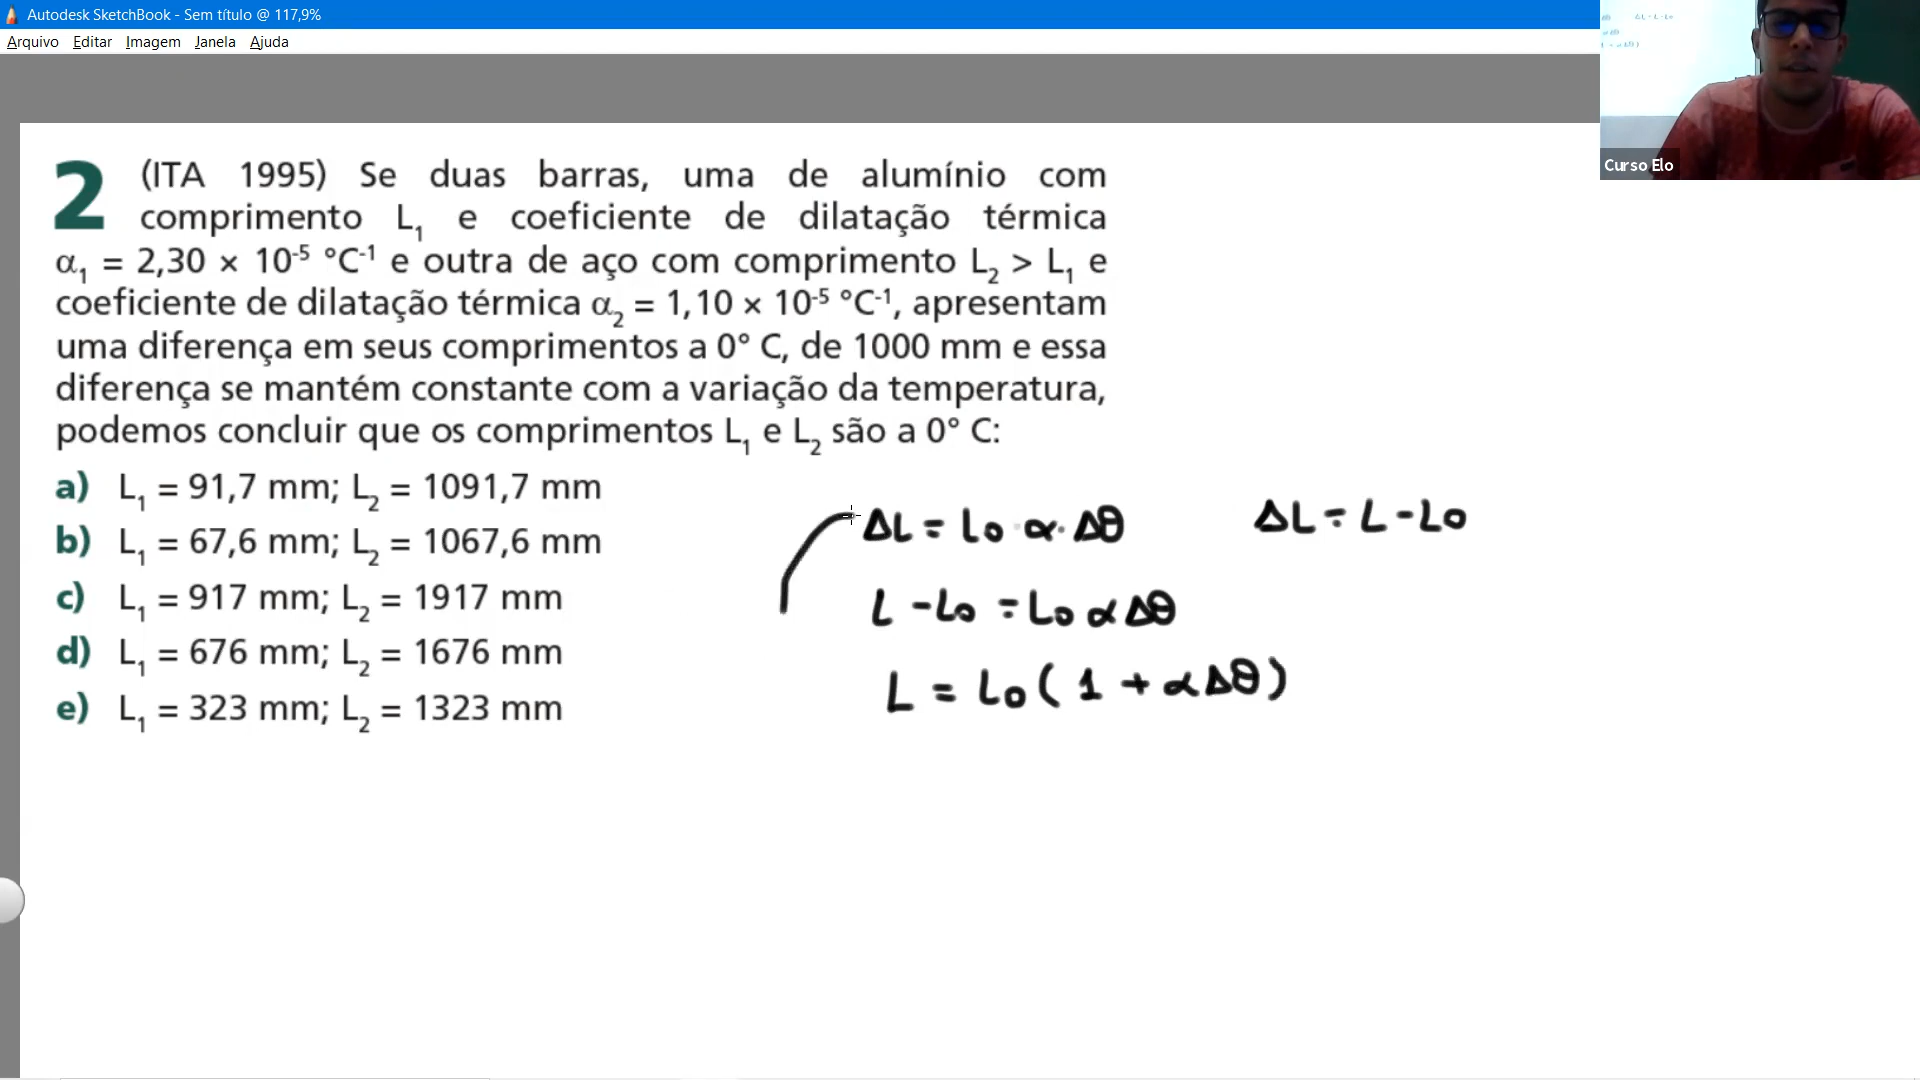 Autodesk SketchBook - Sem título @ 117,9%
Arquivo Editar Imagem Janela Ajuda
Curso Elo
2 (ITA 1995) Se duas barras, uma de alumínio com
comprimento L₁ e coeficiente de dilatação térmica
α₁ = 2,30 × 10⁻⁵ °C⁻¹ e outra de aço com comprimento L₂ > L₁ e
coeficiente de dilatação térmica α₂ = 1,10 × 10⁻⁵ °C⁻¹, apresentam
uma diferença em seus comprimentos a 0° C, de 1000 mm e essa
diferença se mantém constante com a variação da temperatura,
podemos concluir que os comprimentos L₁ e L₂ são a 0° C:
a) L₁ = 91,7 mm; L₂ = 1091,7 mm
b) L₁ = 67,6 mm; L₂ = 1067,6 mm
c) L₁ = 917 mm; L₂ = 1917 mm
d) L₁ = 676 mm; L₂ = 1676 mm
e) L₁ = 323 mm; L₂ = 1323 mm
ΔL = Lo · α · Δθ
L - Lo = Lo α Δθ
L = Lo ( 1 + α Δθ )
ΔL = L - Lo